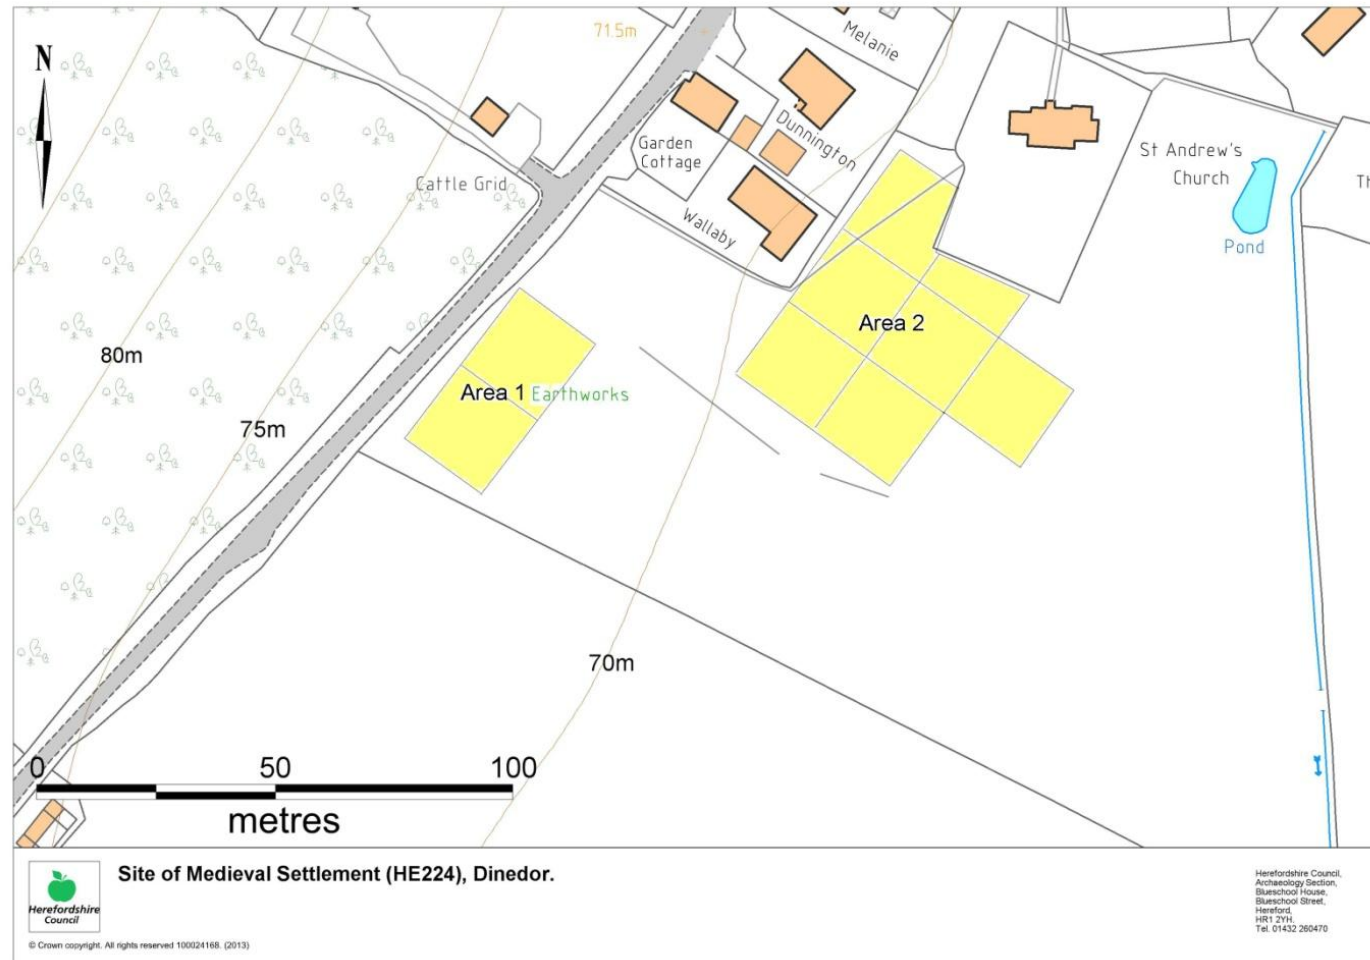 71.5m
Melanie
N
Garden
Cottage
Dunnington
St Andrew's
Church
Cattle Grid
Th
Wallaby
Pond
Area 2
80m
Area 1
Earthworks
75m
70m
0 50 100
metres
Site of Medieval Settlement (HE224), Dinedor.
Herefordshire
Council
© Crown copyright. All rights reserved 100024168. (2013)
Herefordshire Council,
Archaeology Section,
Blueschool House,
Blueschool Street,
Hereford,
HR1 2YH.
Tel. 01432 260470